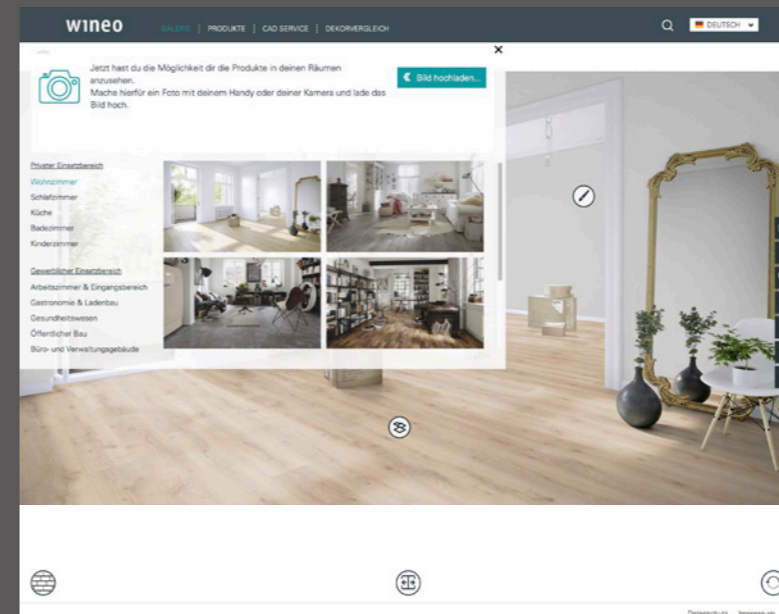 wineo
GALERIE | PRODUKTE | CAD SERVICE | DEKORVERGLEICH
DEUTSCH
Jetzt hast du die Möglichkeit dir die Produkte in deinen Räumen
anzusehen.
Mache hierfür ein Foto mit deinem Handy oder deiner Kamera und lade das
Bild hoch.
Bild hochladen...
Privater Einsatzbereich
Wohnzimmer
Schlafzimmer
Küche
Badezimmer
Kinderzimmer
Gewerblicher Einsatzbereich
Arbeitszimmer & Eingangsbereich
Gastronomie & Ladenbau
Gesundheitswesen
Öffentlicher Bau
Büro- und Verwaltungsgebäude
Datenschutz Impressum